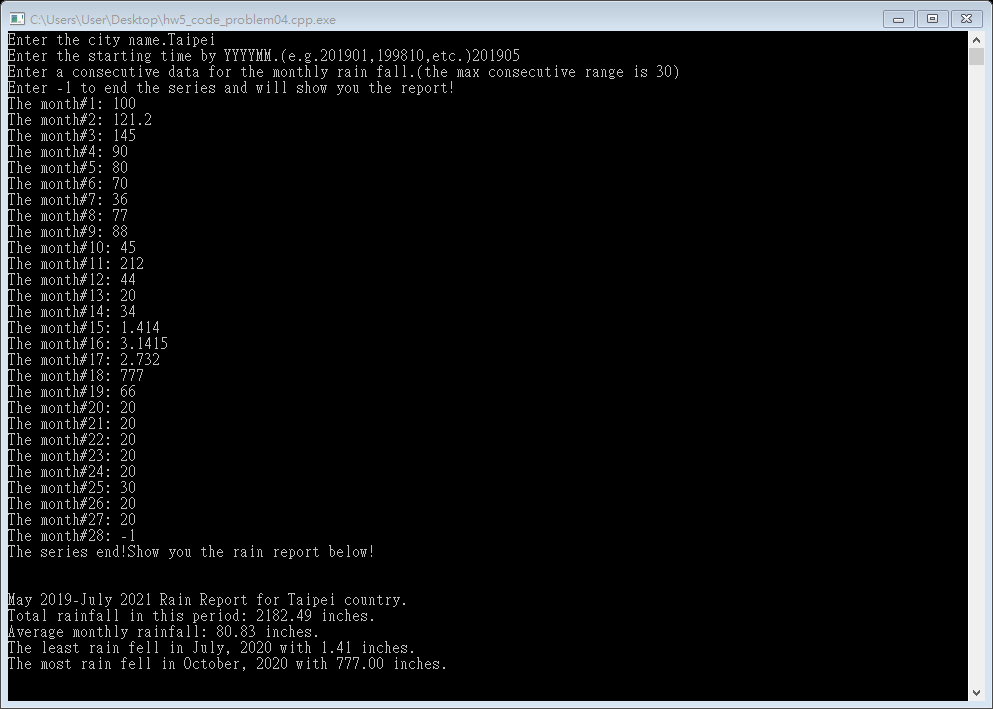 C:\Users\User\Desktop\hw5_code_problem04.cpp.exe
Enter the city name.Taipei
Enter the starting time by YYYYMM.(e.g.201901,199810,etc.)201905
Enter a consecutive data for the monthly rain fall.(the max consecutive range is 30)
Enter -1 to end the series and will show you the report!
The month#1: 100
The month#2: 121.2
The month#3: 145
The month#4: 90
The month#5: 80
The month#6: 70
The month#7: 36
The month#8: 77
The month#9: 88
The month#10: 45
The month#11: 212
The month#12: 44
The month#13: 20
The month#14: 34
The month#15: 1.414
The month#16: 3.1415
The month#17: 2.732
The month#18: 777
The month#19: 66
The month#20: 20
The month#21: 20
The month#22: 20
The month#23: 20
The month#24: 20
The month#25: 30
The month#26: 20
The month#27: 20
The month#28: -1
The series end!Show you the rain report below!
May 2019-July 2021 Rain Report for Taipei country.
Total rainfall in this period: 2182.49 inches.
Average monthly rainfall: 80.83 inches.
The least rain fell in July, 2020 with 1.41 inches.
The most rain fell in October, 2020 with 777.00 inches.